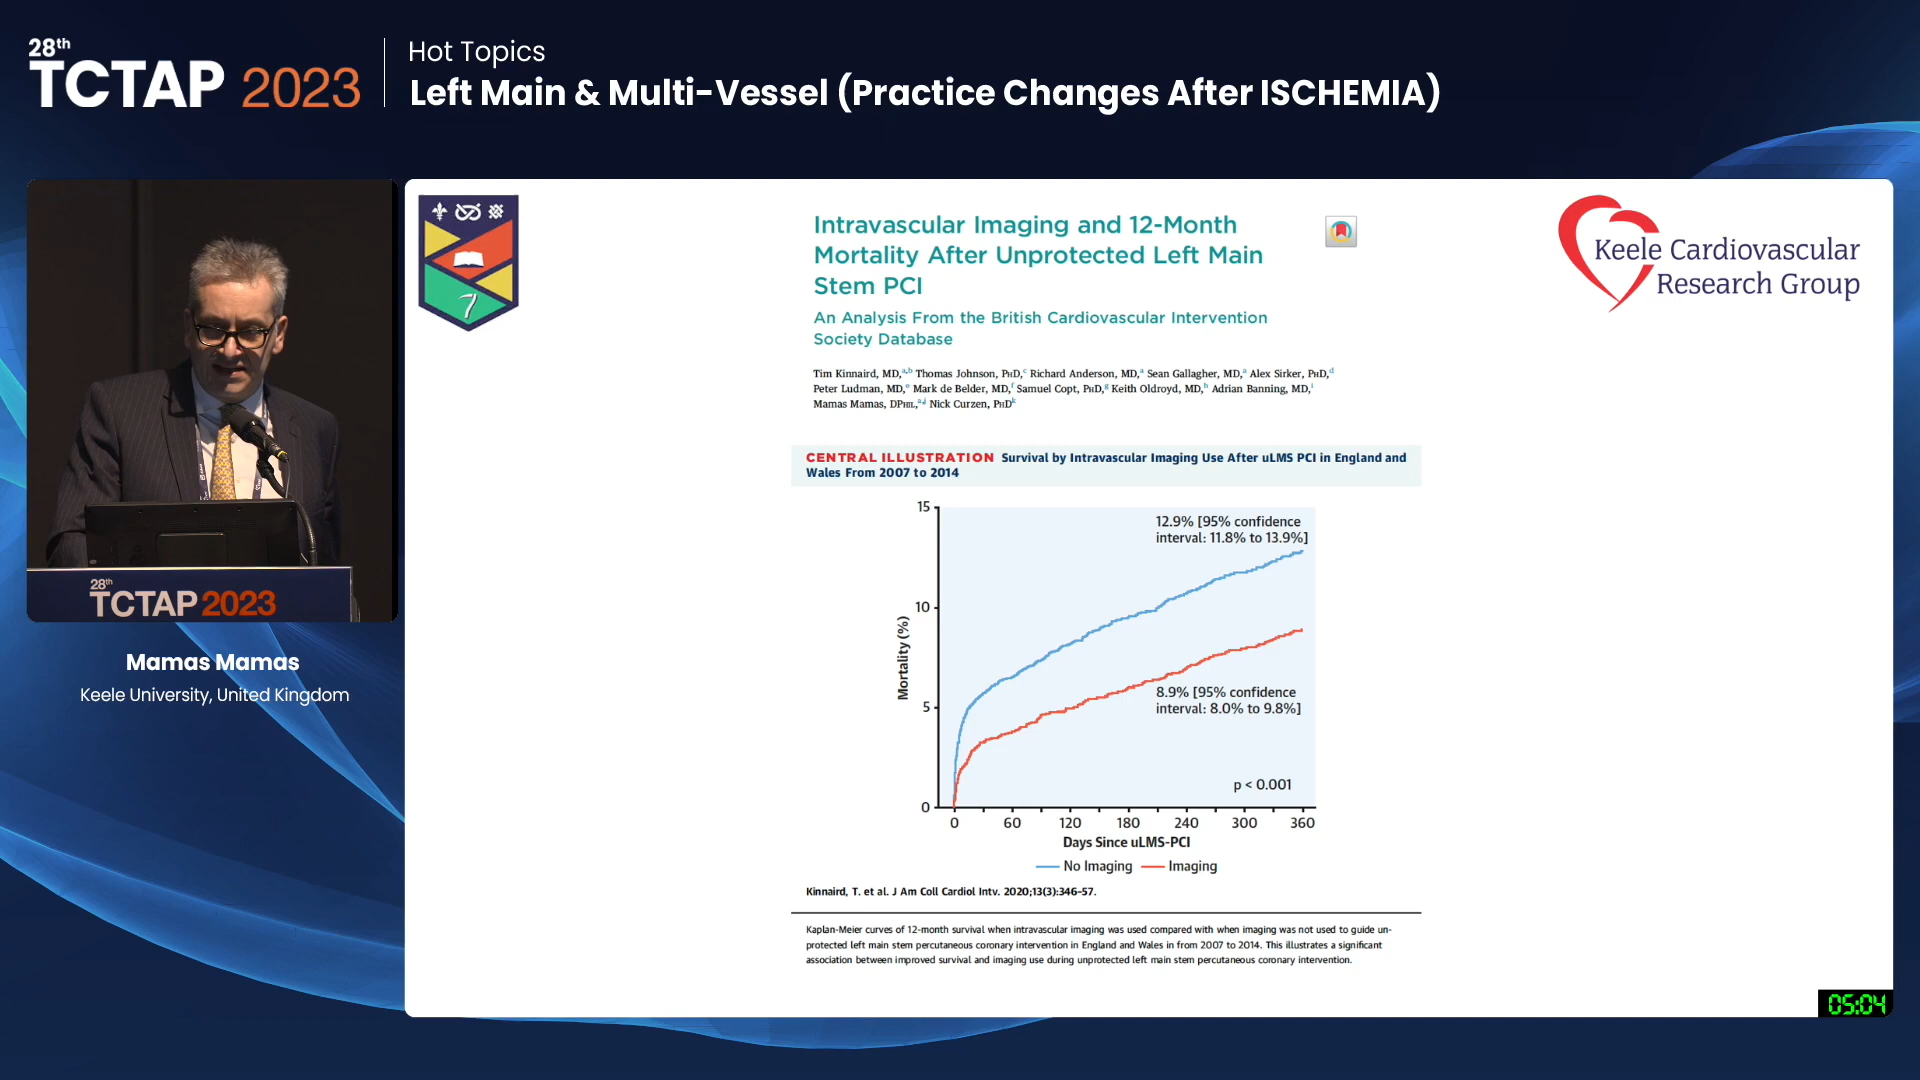 28th
TCTAP 2023
Hot Topics
Left Main & Multi-Vessel (Practice Changes After ISCHEMIA)
28th
TCTAP 2023
Mamas Mamas
Keele University, United Kingdom
Keele Cardiovascular
Research Group
Intravascular Imaging and 12-Month
Mortality After Unprotected Left Main
Stem PCI
An Analysis From the British Cardiovascular Intervention
Society Database
Tim Kinnaird, MD,a,b Thomas Johnson, PhD,c Richard Anderson, MD,a Sean Gallagher, MD,a Alex Sirker, PhD,d
Peter Ludman, MD,e Mark de Belder, MD,f Samuel Copt, PhD,g Keith Oldroyd, MD,h Adrian Banning, MD,i
Mamas Mamas, DPhil,a,j Nick Curzen, PhDk
CENTRAL ILLUSTRATION Survival by Intravascular Imaging Use After uLMS PCI in England and
Wales From 2007 to 2014
15
10
5
0
Mortality (%)
12.9% [95% confidence
interval: 11.8% to 13.9%]
8.9% [95% confidence
interval: 8.0% to 9.8%]
p < 0.001
0 60 120 180 240 300 360
Days Since uLMS-PCI
No Imaging Imaging
Kinnaird, T. et al. J Am Coll Cardiol Intv. 2020;13(3):346–57.
Kaplan-Meier curves of 12-month survival when intravascular imaging was used compared with when imaging was not used to guide un-
protected left main stem percutaneous coronary intervention in England and Wales in from 2007 to 2014. This illustrates a significant
association between improved survival and imaging use during unprotected left main stem percutaneous coronary intervention.
05:04